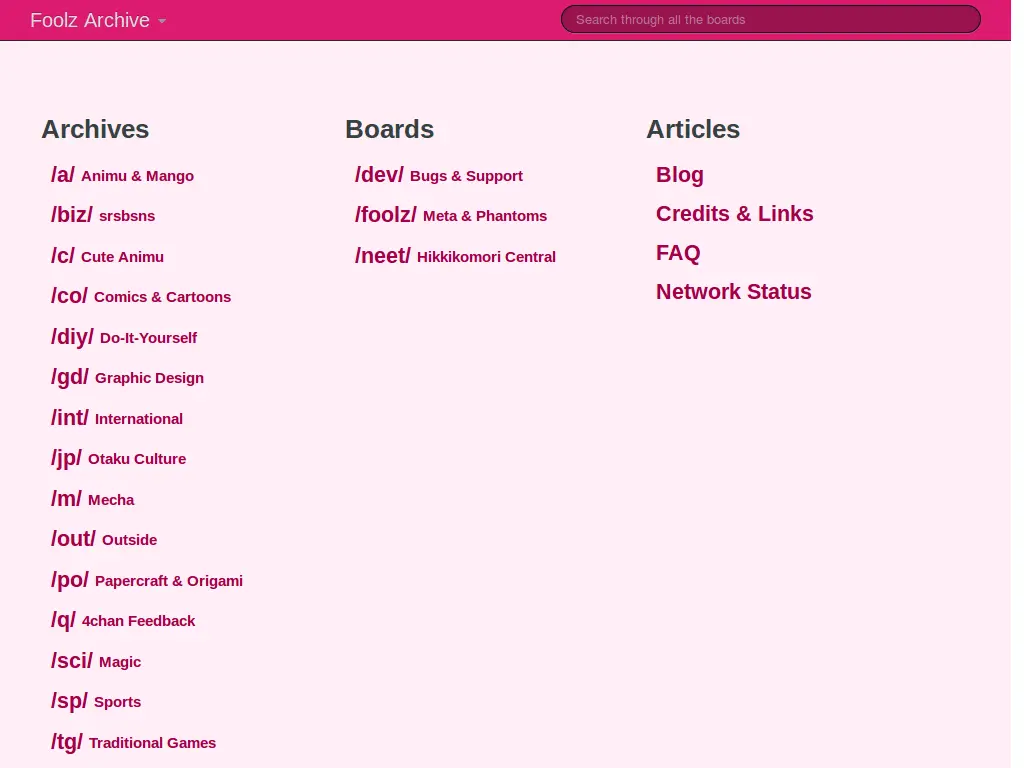 Foolz Archive
Search through all the boards
Archives
/a/ Animu & Mango
/biz/ srsbsns
/c/ Cute Animu
/co/ Comics & Cartoons
/diy/ Do-It-Yourself
/gd/ Graphic Design
/int/ International
/jp/ Otaku Culture
/m/ Mecha
/out/ Outside
/po/ Papercraft & Origami
/q/ 4chan Feedback
/sci/ Magic
/sp/ Sports
/tg/ Traditional Games
Boards
/dev/ Bugs & Support
/foolz/ Meta & Phantoms
/neet/ Hikkikomori Central
Articles
Blog
Credits & Links
FAQ
Network Status